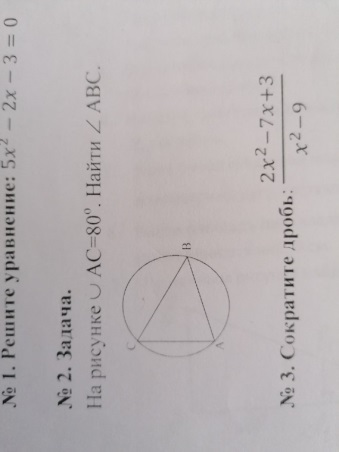 № 1. Решите уравнение: 5x² − 2x − 3 = 0
№ 2. Задача.
На рисунке ∪ AC=80°. Найти ∠ ABC.
C
B
A
№ 3. Сократите дробь: (2x²−7x+3)/(x²−9)